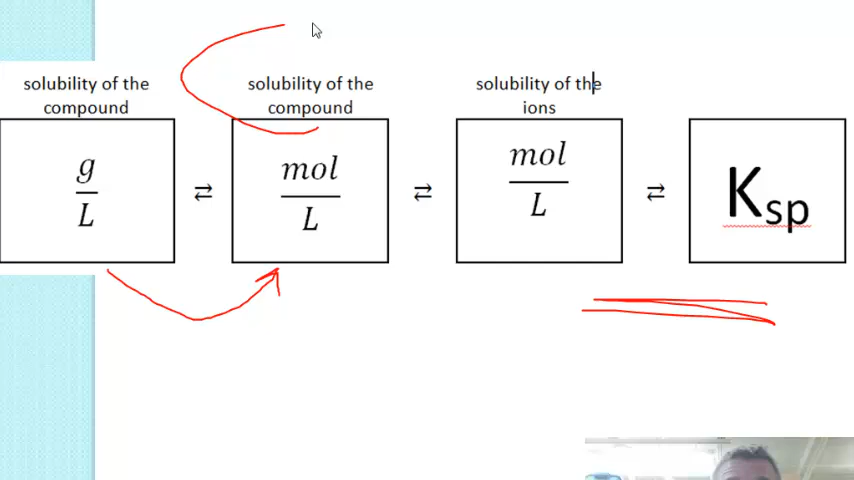 solubility of the
compound
g
L
⇄
solubility of the
compound
mol
L
⇄
solubility of the
ions
mol
L
⇄
Ksp